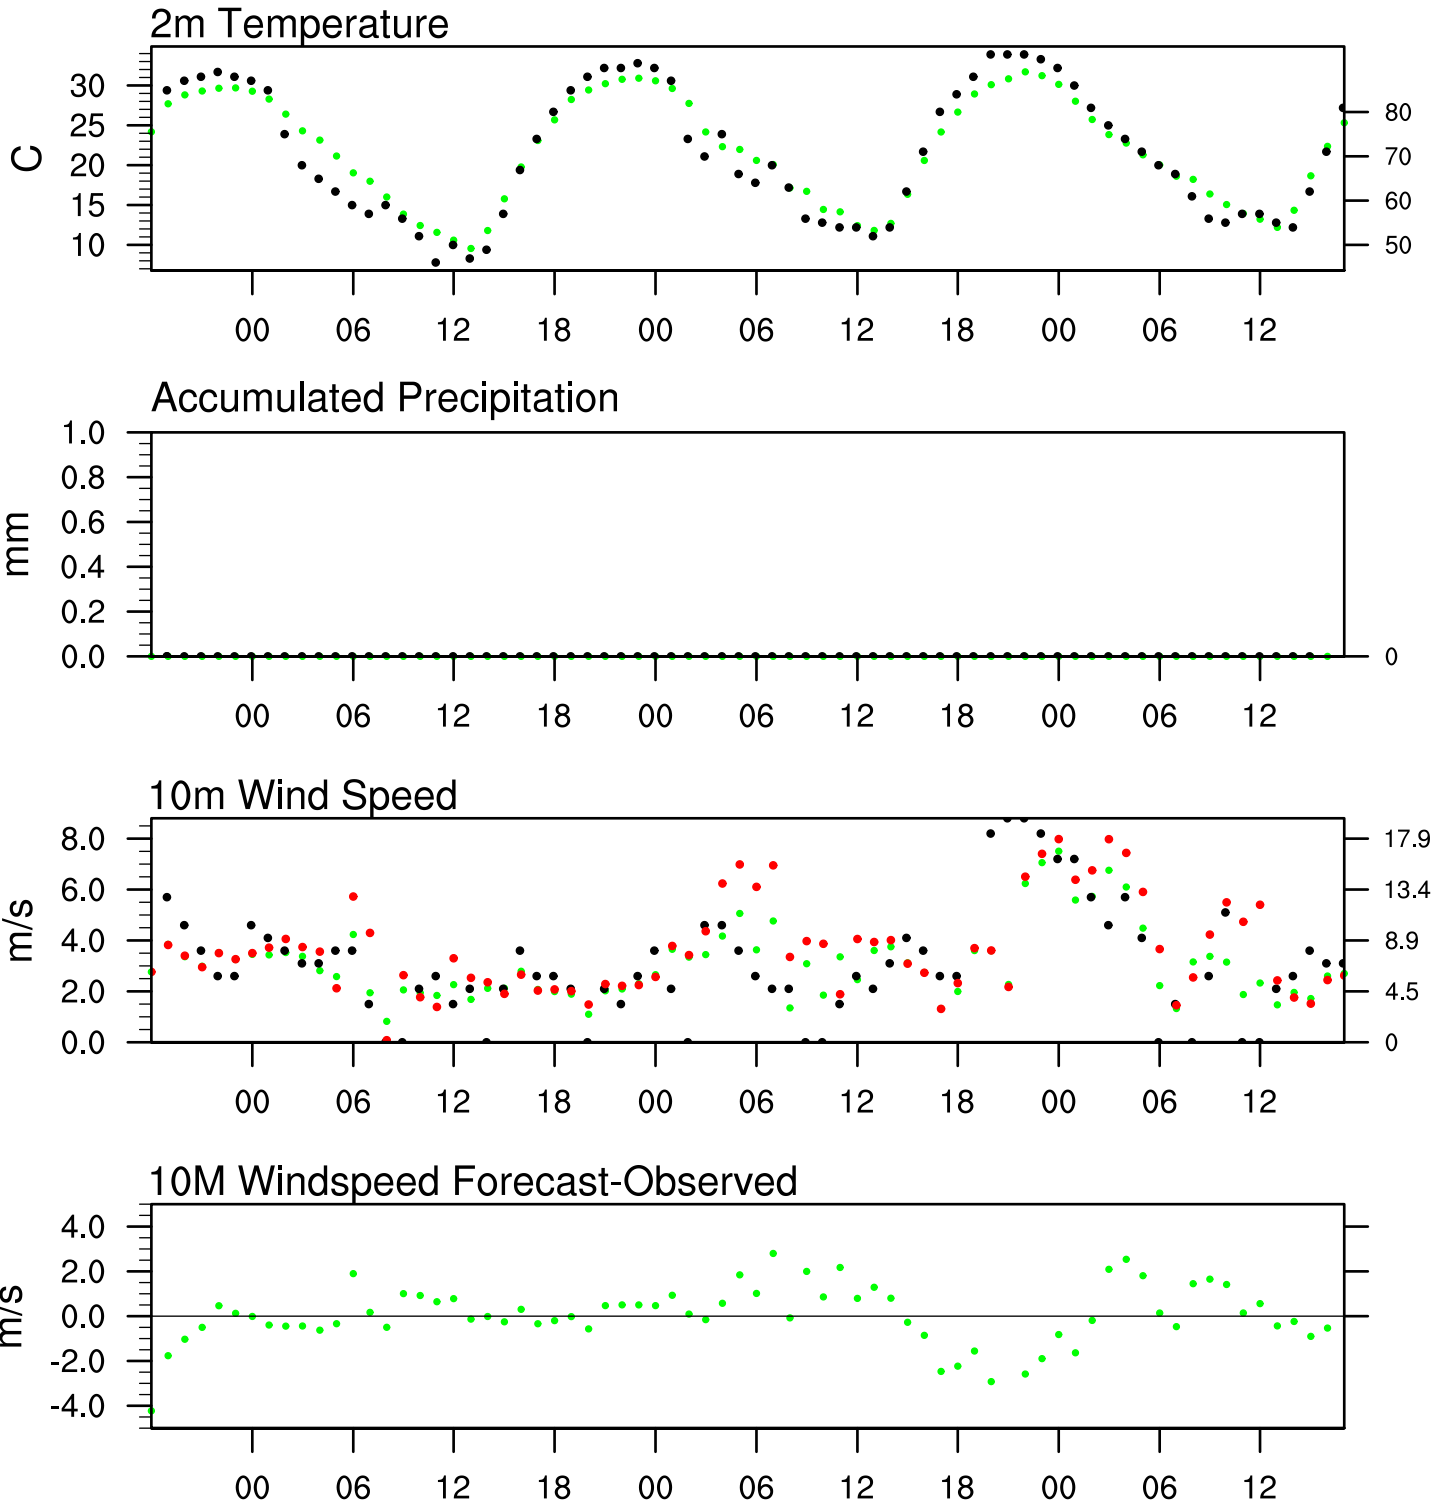 2m Temperature
30
25
20
15
10
C
80
70
60
50
00 06 12 18 00 06 12 18 00 06 12
Accumulated Precipitation
1.0
0.8
0.6
0.4
0.2
0.0
mm
0
00 06 12 18 00 06 12 18 00 06 12
10m Wind Speed
8.0
6.0
4.0
2.0
0.0
m/s
17.9
13.4
8.9
4.5
0
00 06 12 18 00 06 12 18 00 06 12
10M Windspeed Forecast-Observed
4.0
2.0
0.0
-2.0
-4.0
m/s
00 06 12 18 00 06 12 18 00 06 12